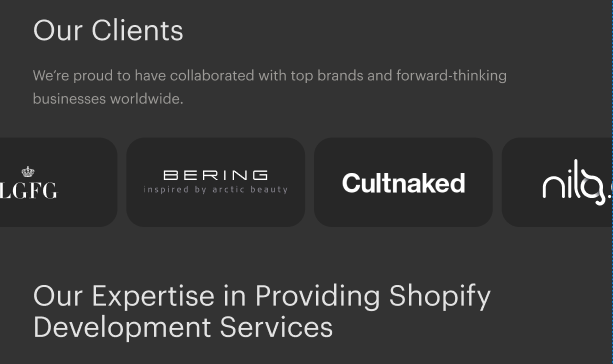 Our Clients
We’re proud to have collaborated with top brands and forward-thinking
businesses worldwide.
LGFG
BERING
inspired by arctic beauty
Cultnaked
nilo.
Our Expertise in Providing Shopify
Development Services